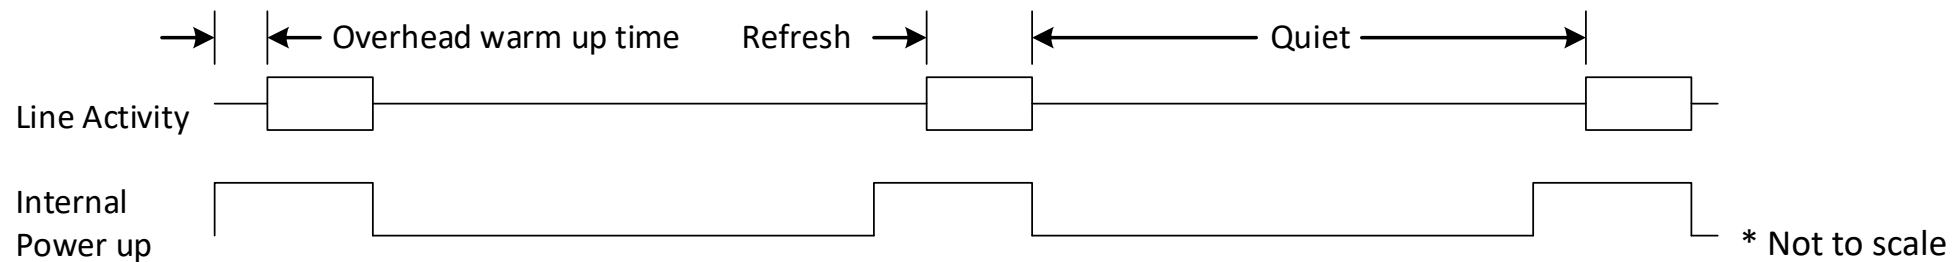 Overhead warm up time
Refresh
Quiet
Line Activity
Internal
Power up
* Not to scale